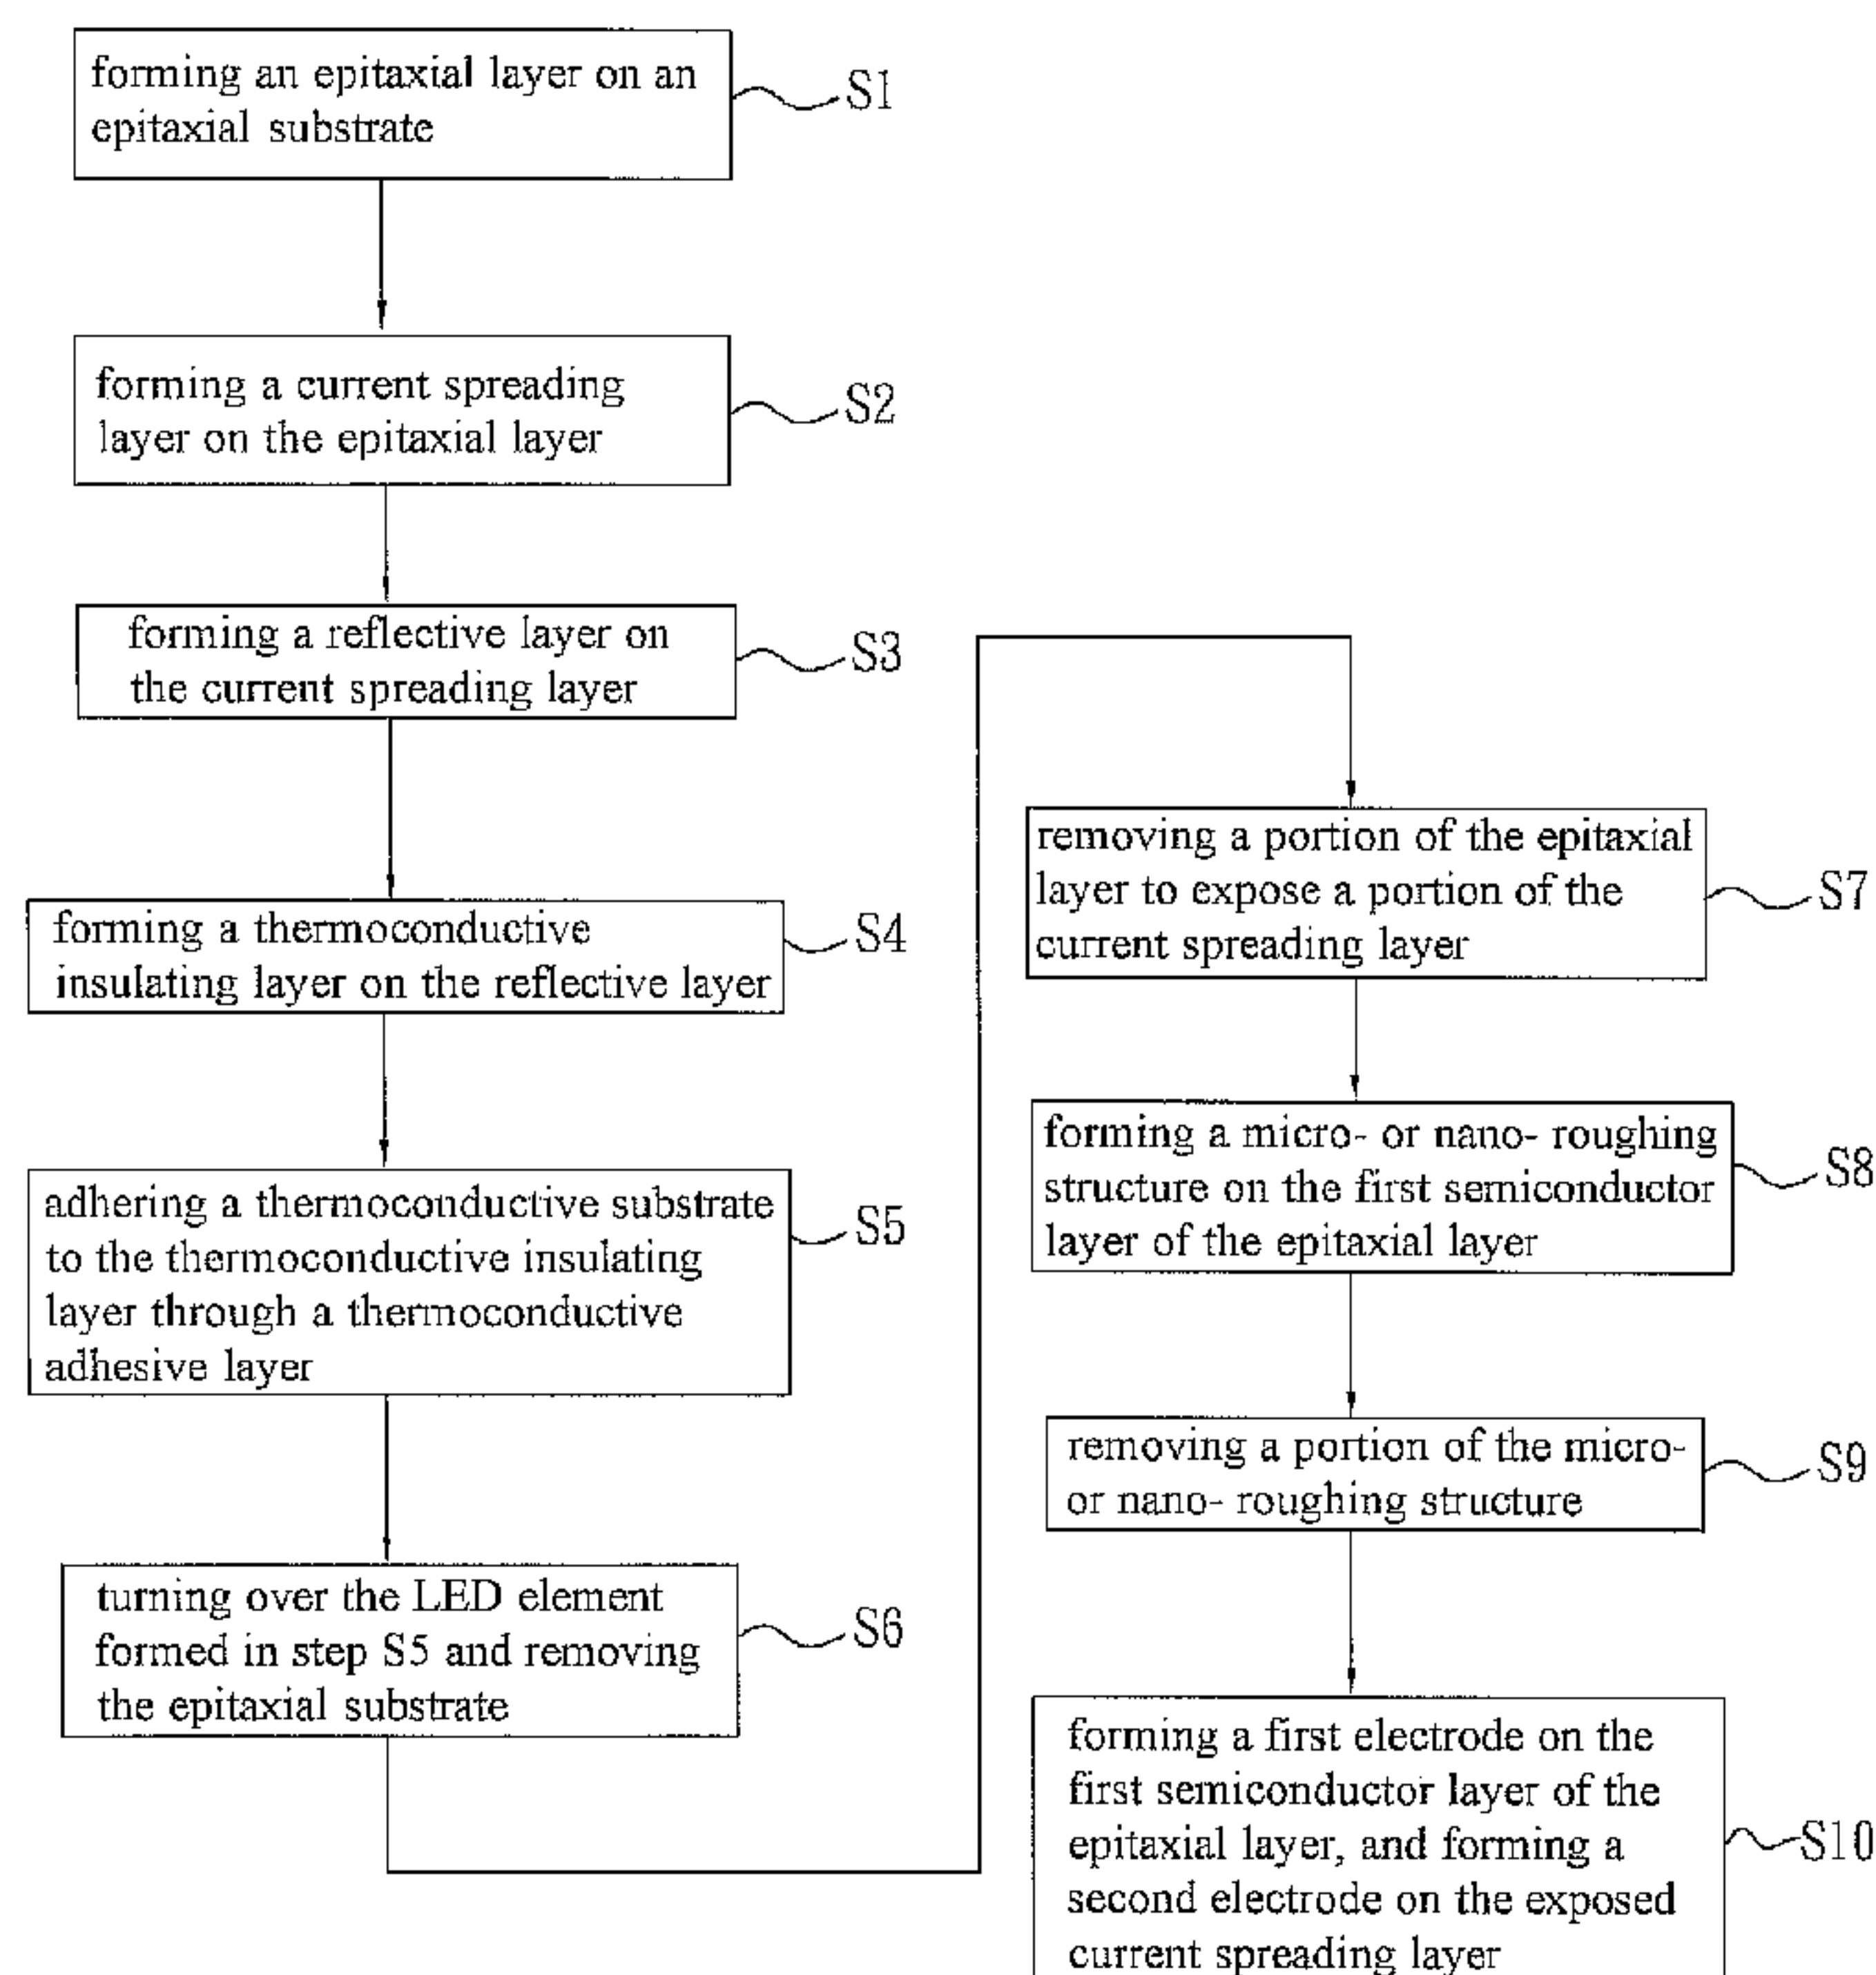 forming an epitaxial layer on an
epitaxial substrate
S1
forming a current spreading
layer on the epitaxial layer
S2
forming a reflective layer on
the current spreading layer
S3
forming a thermoconductive
insulating layer on the reflective layer
S4
adhering a thermoconductive substrate
to the thermoconductive insulating
layer through a thermoconductive
adhesive layer
S5
turning over the LED element
formed in step S5 and removing
the epitaxial substrate
S6
removing a portion of the epitaxial
layer to expose a portion of the
current spreading layer
S7
forming a micro- or nano- roughing
structure on the first semiconductor
layer of the epitaxial layer
S8
removing a portion of the micro-
or nano- roughing structure
S9
forming a first electrode on the
first semiconductor layer of the
epitaxial layer, and forming a
second electrode on the exposed
current spreading layer
S10